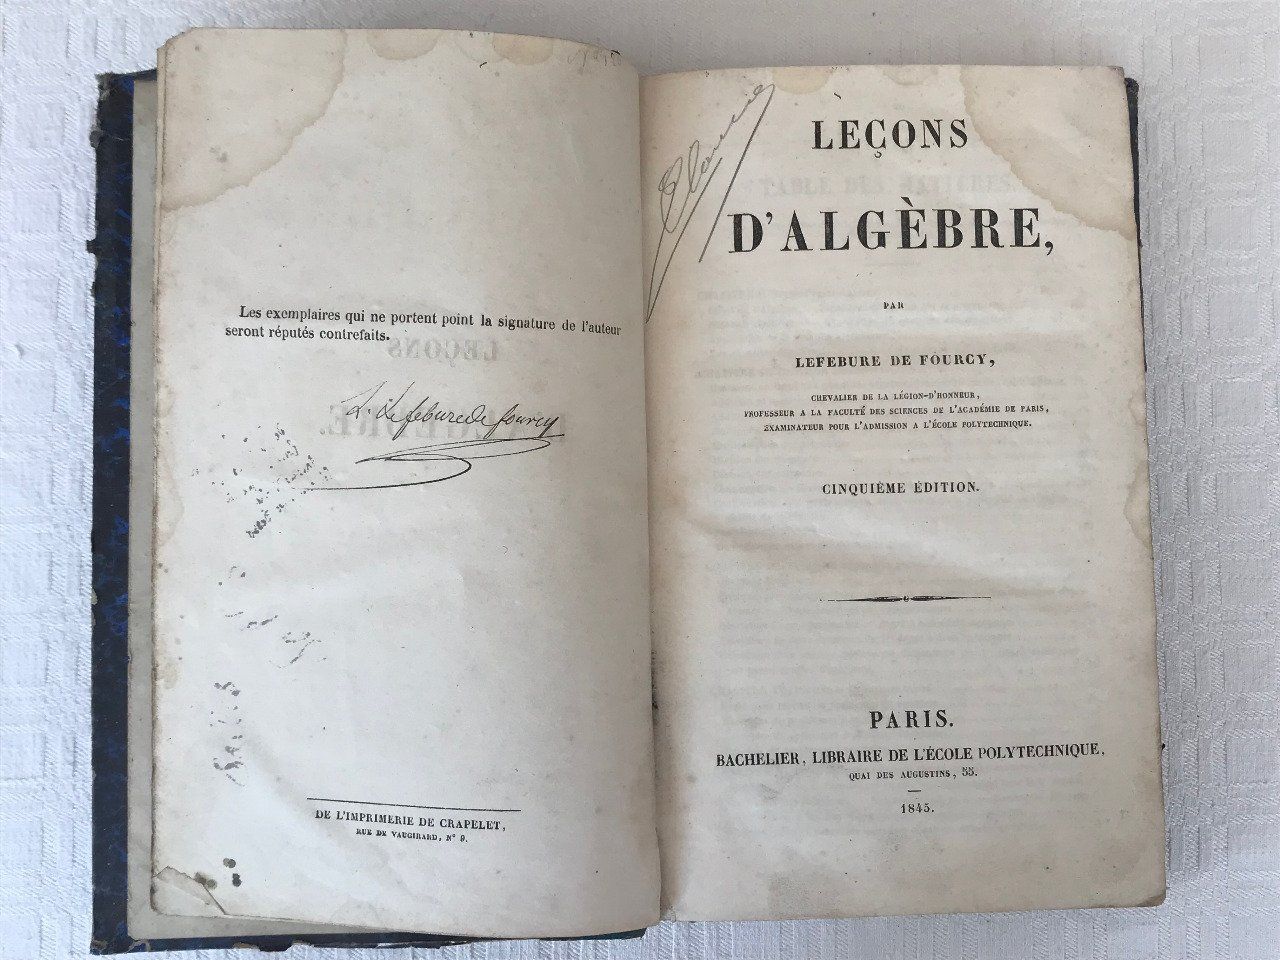 Les exemplaires qui ne portent point la signature de l'auteur
seront réputés contrefaits.
L. Lefebure de fourcy
DE L'IMPRIMERIE DE CRAPELET,
RUE DE VAUGIRARD, N° 9.
LEÇONS
D'ALGÈBRE,
PAR
LEFEBURE DE FOURCY,
CHEVALIER DE LA LÉGION-D'HONNEUR,
PROFESSEUR A LA FACULTÉ DES SCIENCES DE L'ACADÉMIE DE PARIS,
EXAMINATEUR POUR L'ADMISSION A L'ÉCOLE POLYTECHNIQUE.
CINQUIÈME ÉDITION.
PARIS.
BACHELIER, LIBRAIRE DE L'ÉCOLE POLYTECHNIQUE,
QUAI DES AUGUSTINS, 55.
1845.